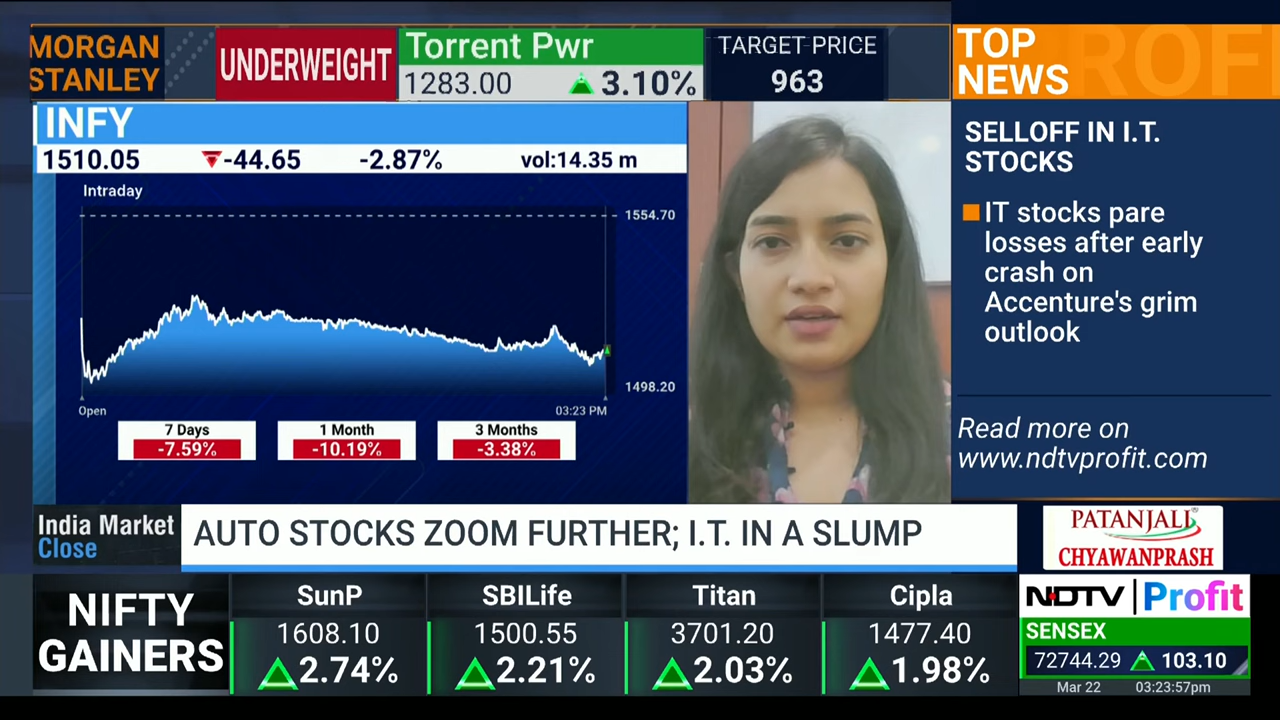 MORGAN
STANLEY
UNDERWEIGHT
Torrent Pwr
1283.00 3.10%
TARGET PRICE
963
TOP
NEWS
INFY
1510.05 -44.65 -2.87% vol:14.35 m
Intraday
1554.70
1498.20
Open 03:23 PM
7 Days
-7.59%
1 Month
-10.19%
3 Months
-3.38%
SELLOFF IN I.T.
STOCKS
IT stocks pare
losses after early
crash on
Accenture's grim
outlook
Read more on
www.ndtvprofit.com
India Market
Close
AUTO STOCKS ZOOM FURTHER; I.T. IN A SLUMP
PATANJALI
CHYAWANPRASH
NIFTY
GAINERS
SunP
1608.10
2.74%
SBILife
1500.55
2.21%
Titan
3701.20
2.03%
Cipla
1477.40
1.98%
NDTV Profit
SENSEX
72744.29 103.10
Mar 22 03:23:57pm